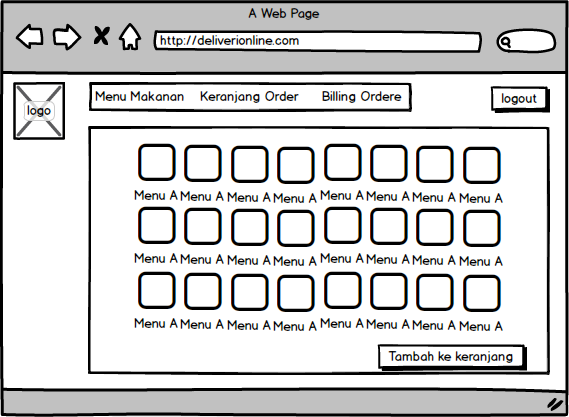 A Web Page
http://deliverionline.com
logo
Menu Makanan Keranjang Order Billing Ordere
logout
Menu A Menu A Menu A Menu A Menu A Menu A Menu A Menu A
Menu A Menu A Menu A Menu A Menu A Menu A Menu A Menu A
Menu A Menu A Menu A Menu A Menu A Menu A Menu A Menu A
Tambah ke keranjang